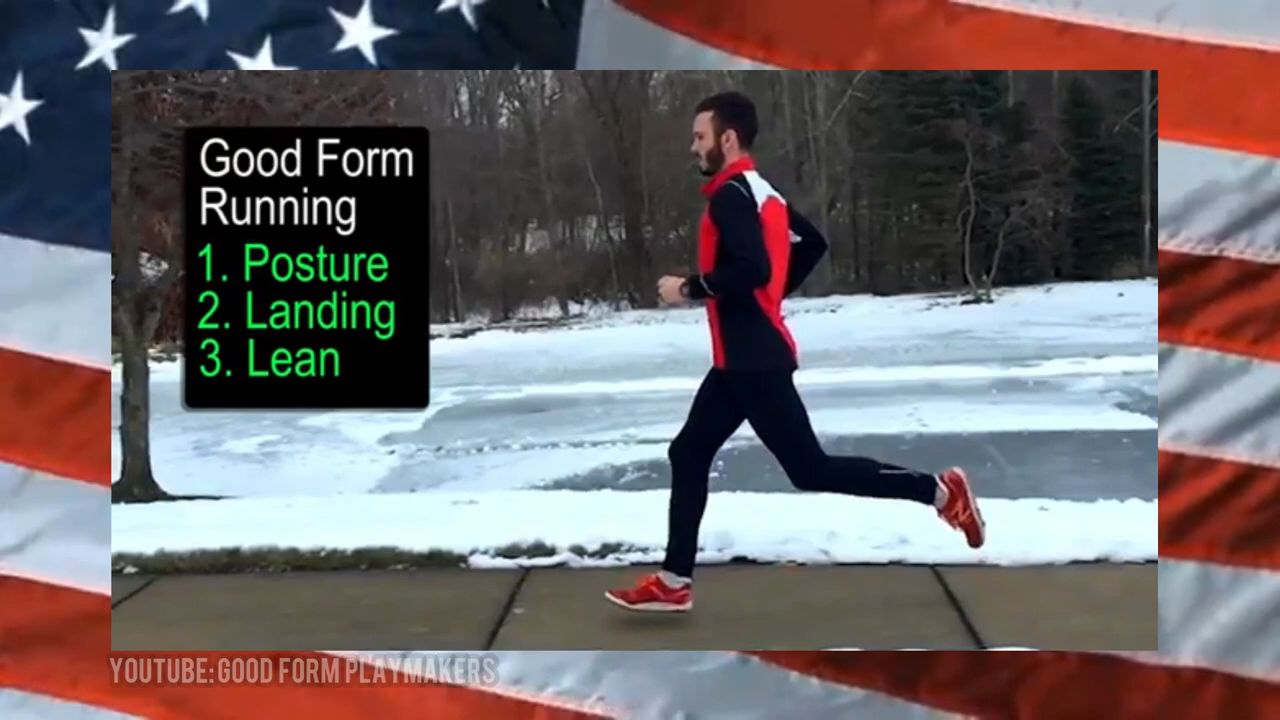 Good Form
Running
1. Posture
2. Landing
3. Lean
YOUTUBE: GOOD FORM PLAYMAKERS